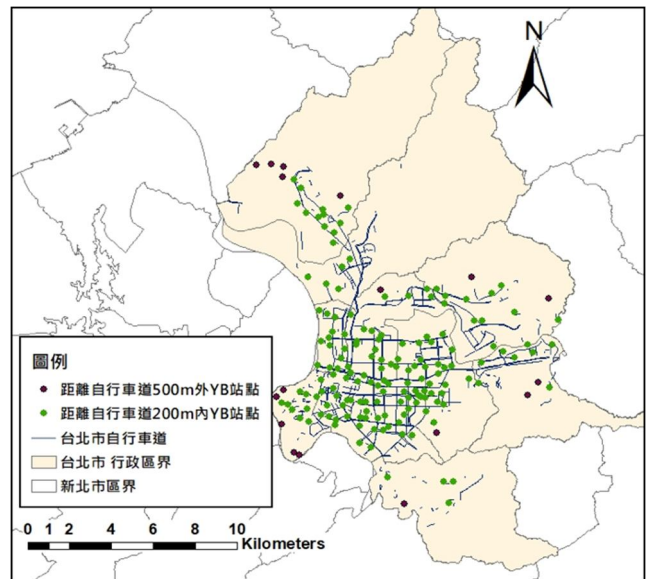 N
圖例
距離自行車道500m外YB站點
距離自行車道200m內YB站點
台北市自行車道
台北市 行政區界
新北市區界
0 1 2 4 6 8 10
Kilometers